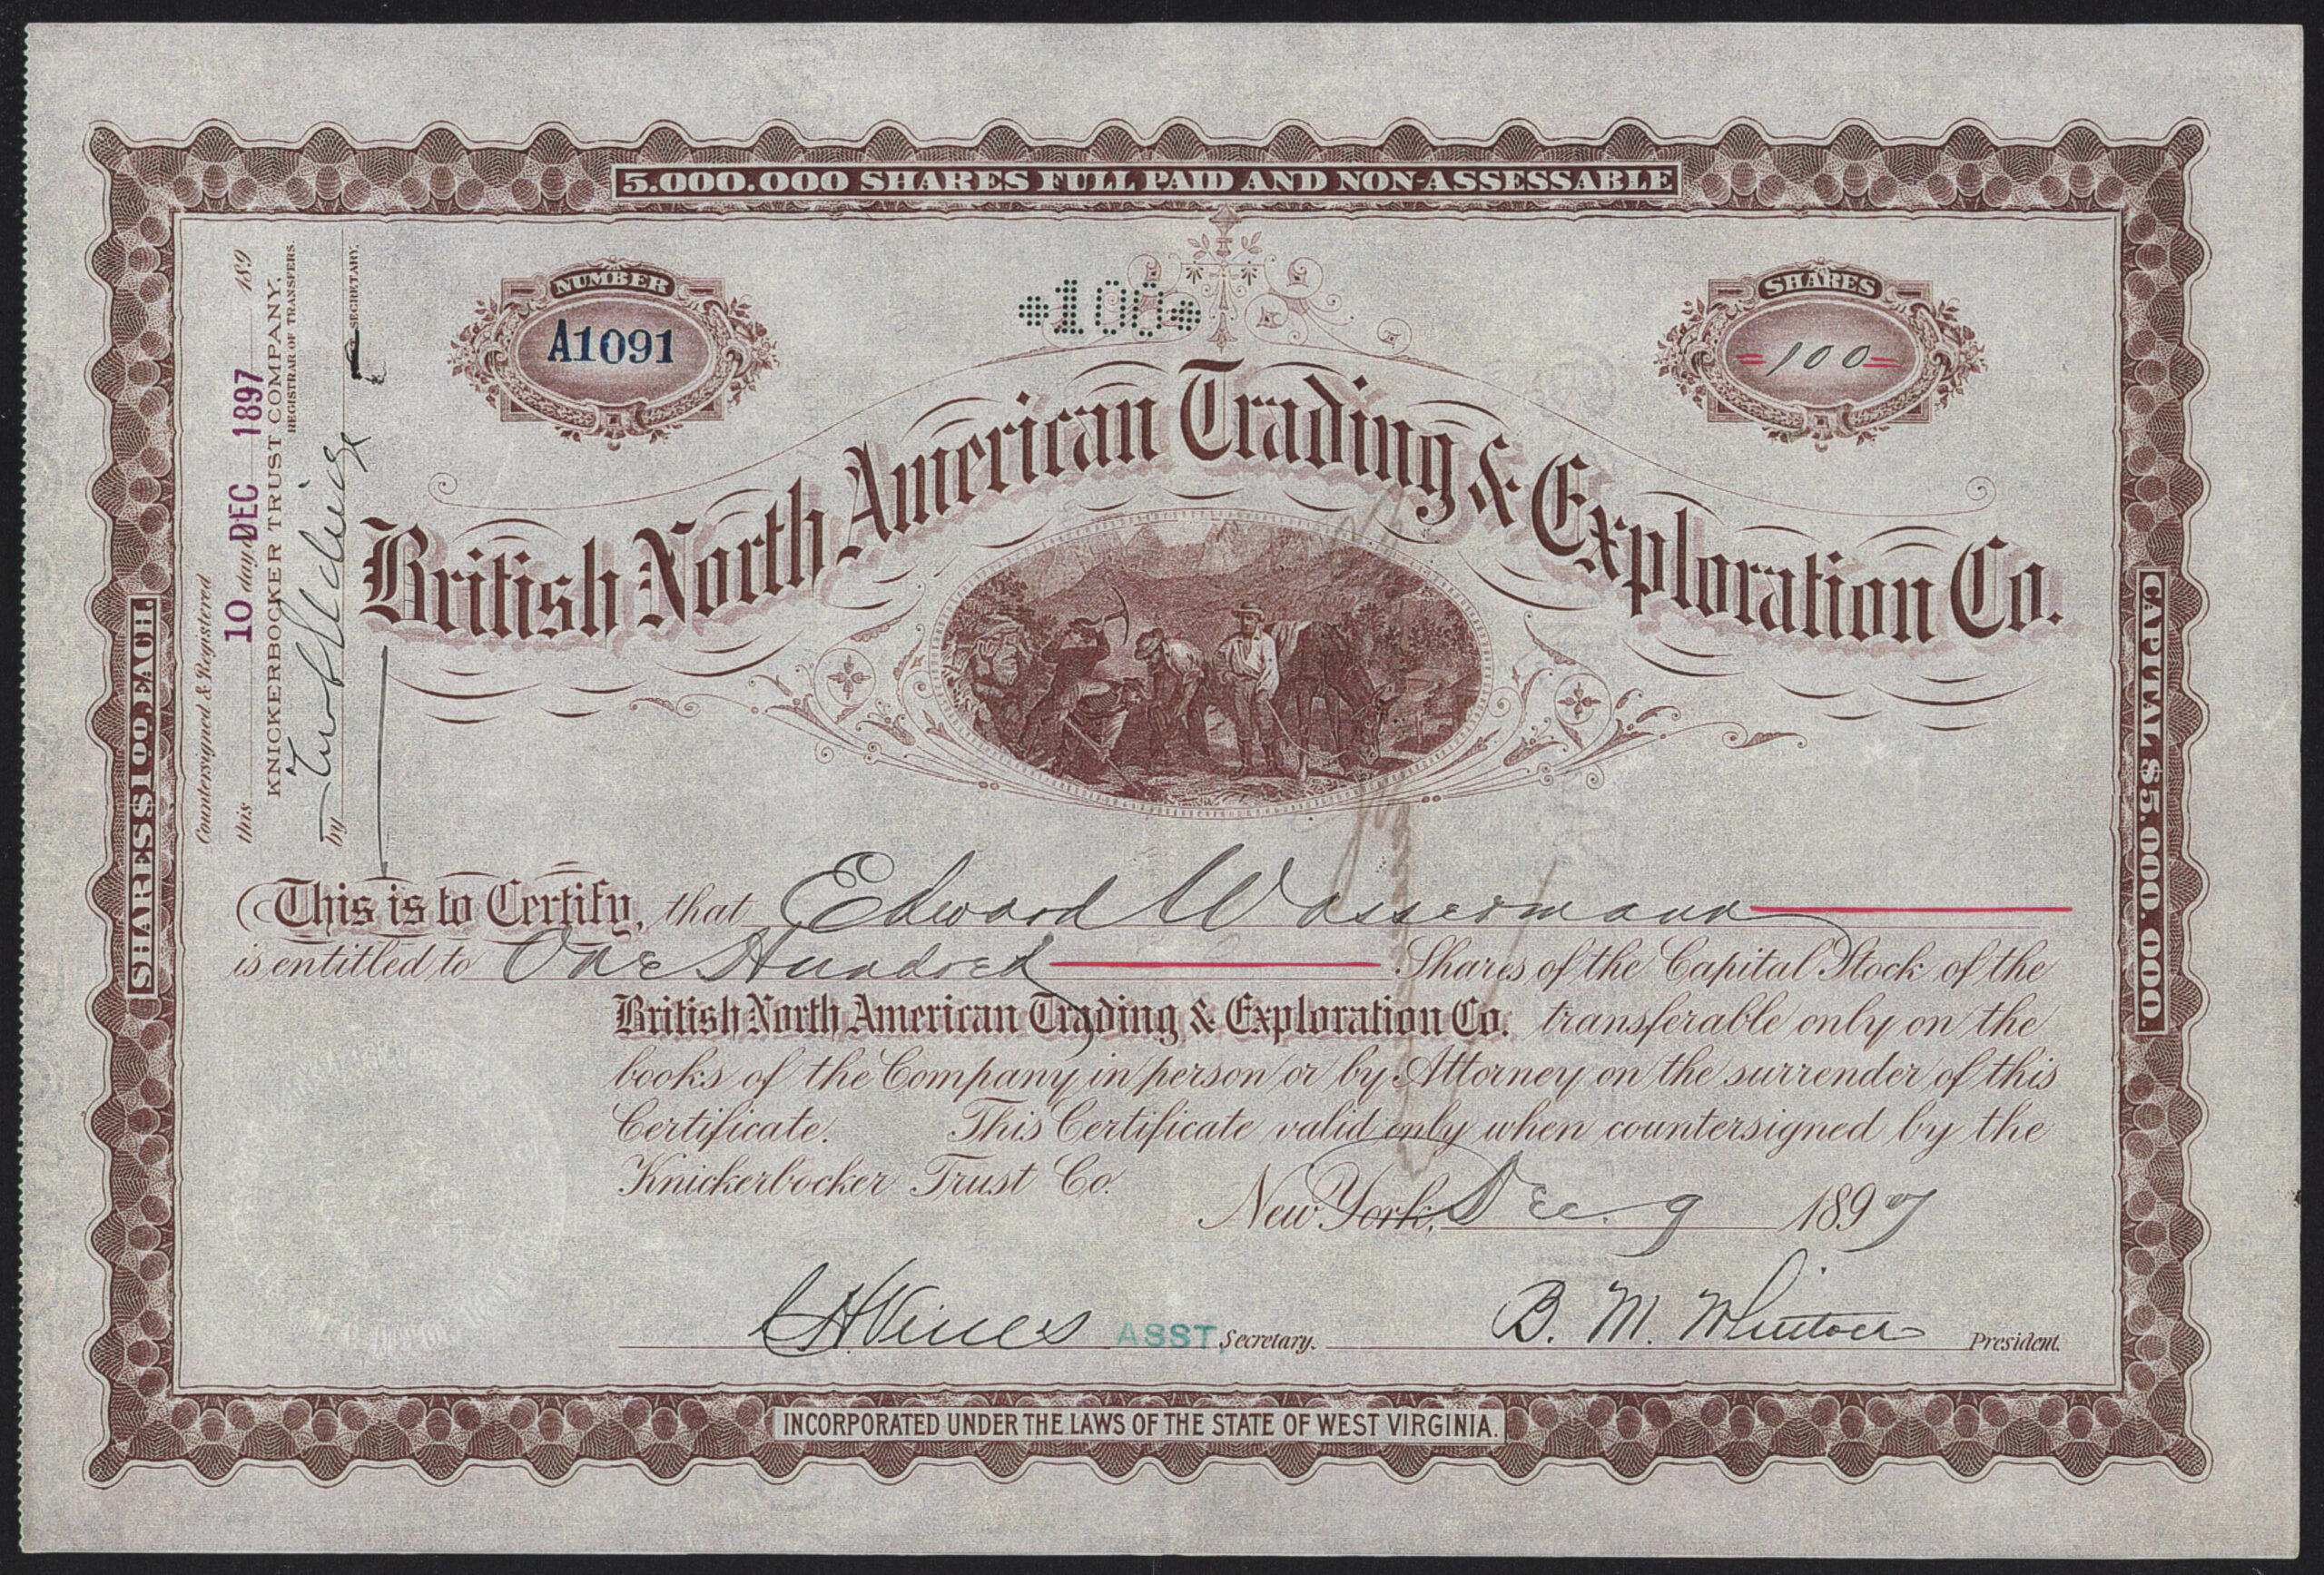 5.000.000 SHARES FULL PAID AND NON-ASSESSABLE
NUMBER
A1091
*100*
SHARES
=100=
British North American Trading & Exploration Co.
Countersigned & Registered
this 10 day of DEC 1897 189
KNICKERBOCKER TRUST COMPANY,
REGISTRAR OF TRANSFERS.
by
SECRETARY.
SHARES $100 EACH
CAPITAL $5.000.000.
This is to Certify, that Edward Wassermann
is entitled to One Hundred Shares of the Capital Stock of the
British North American Trading & Exploration Co. transferable only on the
books of the Company in person or by Attorney on the surrender of this
Certificate. This Certificate valid only when countersigned by the
Knickerbocker Trust Co.
New York, Dec. 9 1897
ASST. Secretary.
B. M. President.
INCORPORATED UNDER THE LAWS OF THE STATE OF WEST VIRGINIA.